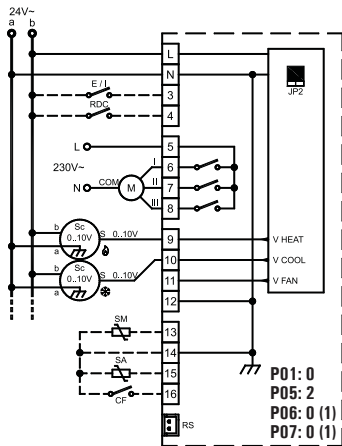 24V~
a b
L
N
E / I
3
JP2
RDC
4
L
5
230V~
I
6
N
COM
M
II
7
III
8
b
Sc
0..10V
S 0..10V
9
V HEAT
a
b
Sc
0..10V
S 0..10V
10
V COOL
a
11
V FAN
12
SM
13
14
SA
15
CF
16
RS
P01: 0
P05: 2
P06: 0 (1)
P07: 0 (1)